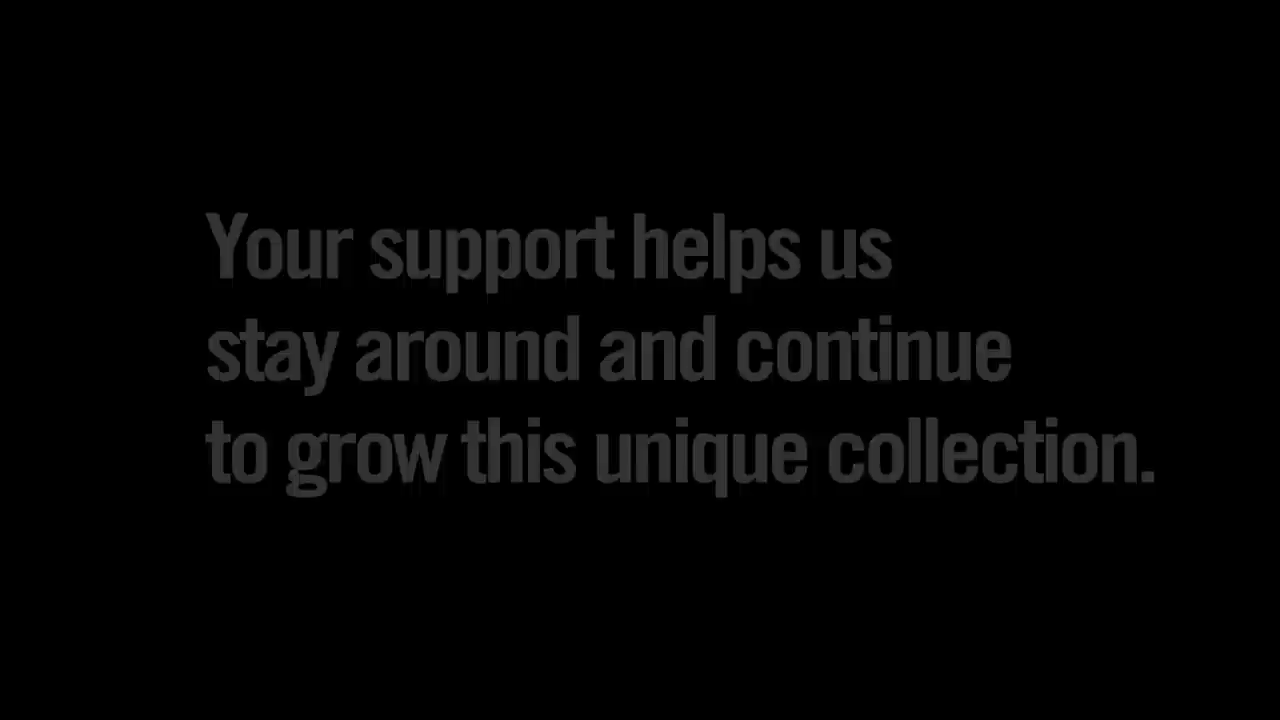 Your support helps us
stay around and continue
to grow this unique collection.